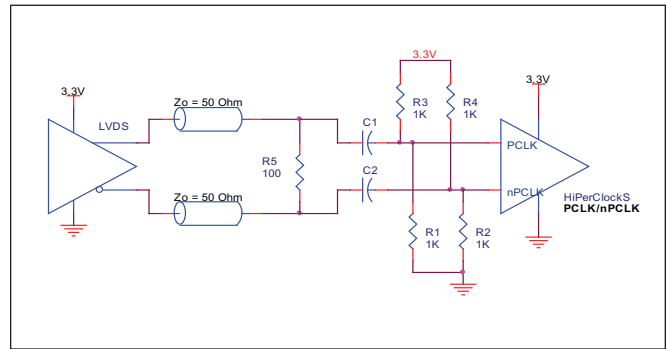 3.3V
3.3V
3.3V
LVDS
Zo = 50 Ohm
C1
R3
1K
R4
1K
R5
100
PCLK
Zo = 50 Ohm
C2
nPCLK
HiPerClockS
PCLK/nPCLK
R1
1K
R2
1K